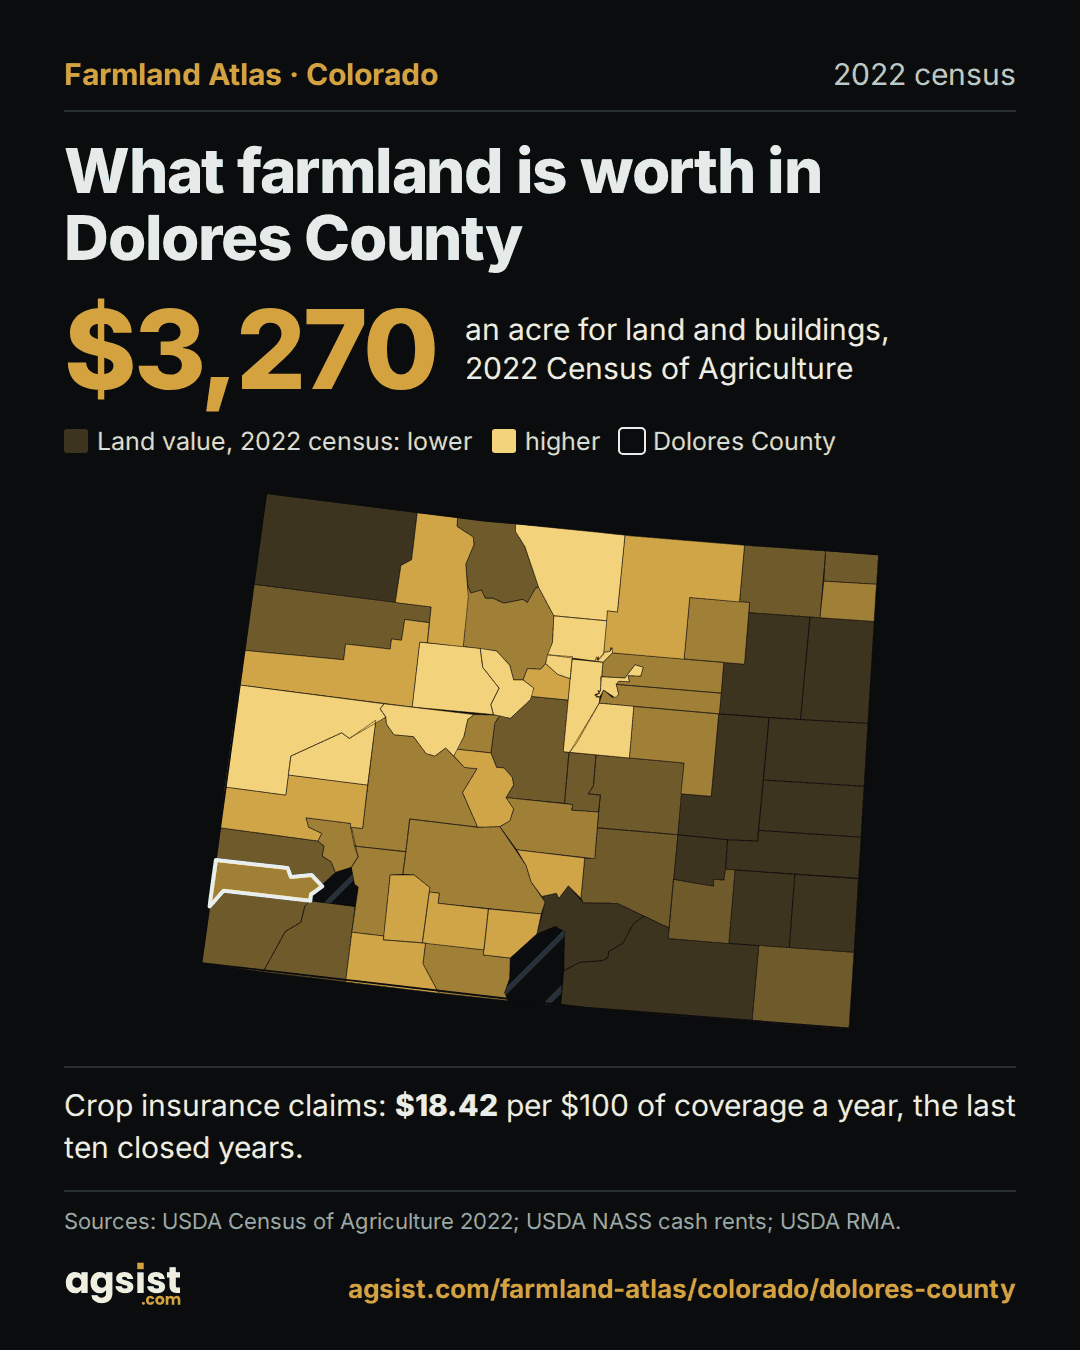 Farmland Atlas · Colorado
2022 census
What farmland is worth in
Dolores County
$3,270
an acre for land and buildings,
2022 Census of Agriculture
Land value, 2022 census: lower higher Dolores County
Crop insurance claims: $18.42 per $100 of coverage a year, the last
ten closed years.
Sources: USDA Census of Agriculture 2022; USDA NASS cash rents; USDA RMA.
agsist
.com
agsist.com/farmland-atlas/colorado/dolores-county